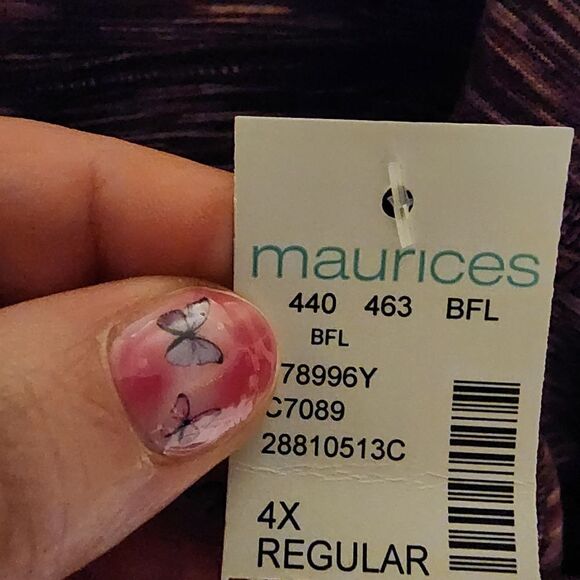 maurices
440 463 BFL
BFL
78996Y
C7089
28810513C
4X
REGULAR